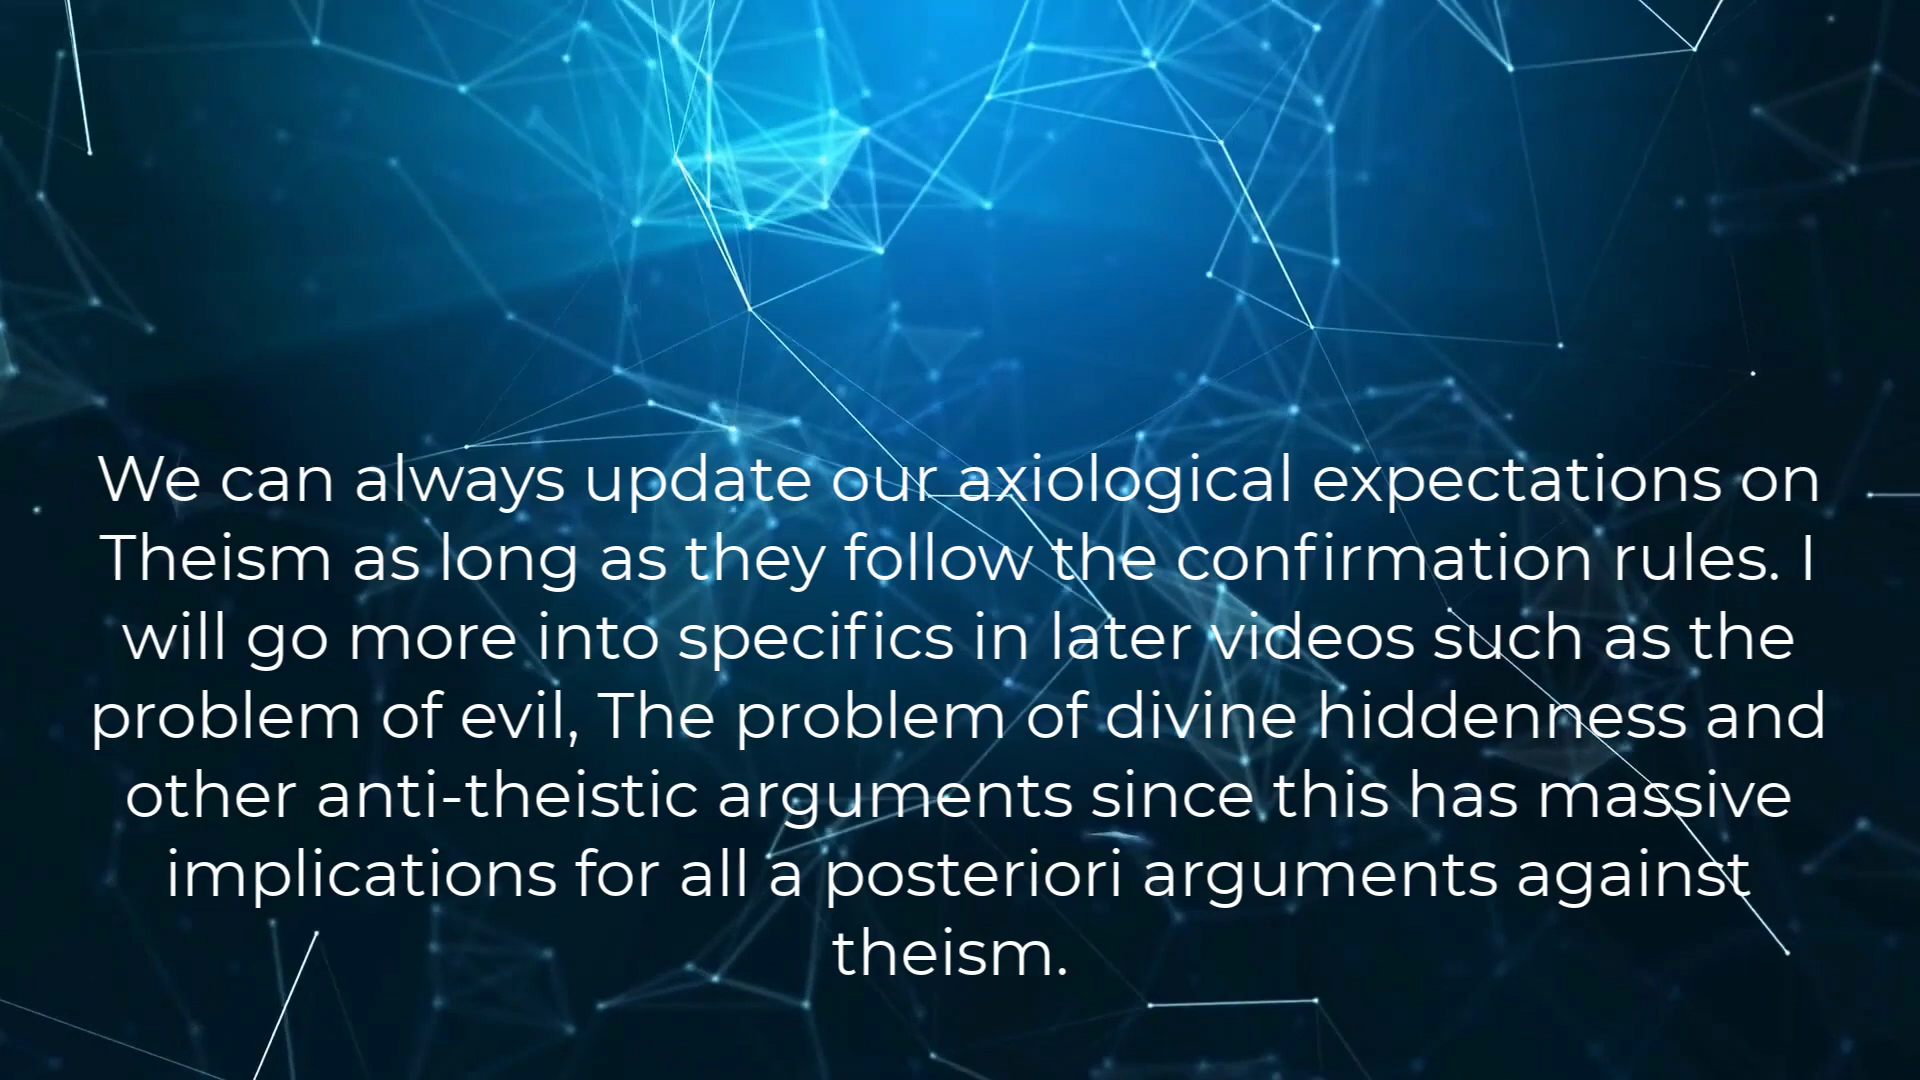 We can always update our axiological expectations on
Theism as long as they follow the confirmation rules. I
will go more into specifics in later videos such as the
problem of evil, The problem of divine hiddenness and
other anti-theistic arguments since this has massive
implications for all a posteriori arguments against
theism.